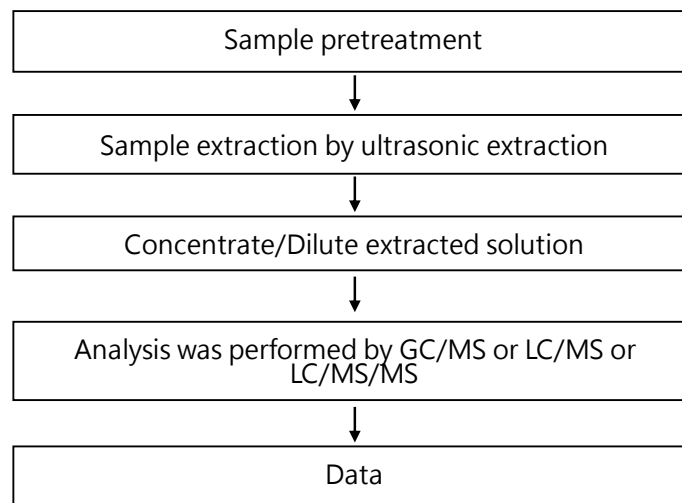 Sample pretreatment
Sample extraction by ultrasonic extraction
Concentrate/Dilute extracted solution
Analysis was performed by GC/MS or LC/MS or
LC/MS/MS
Data